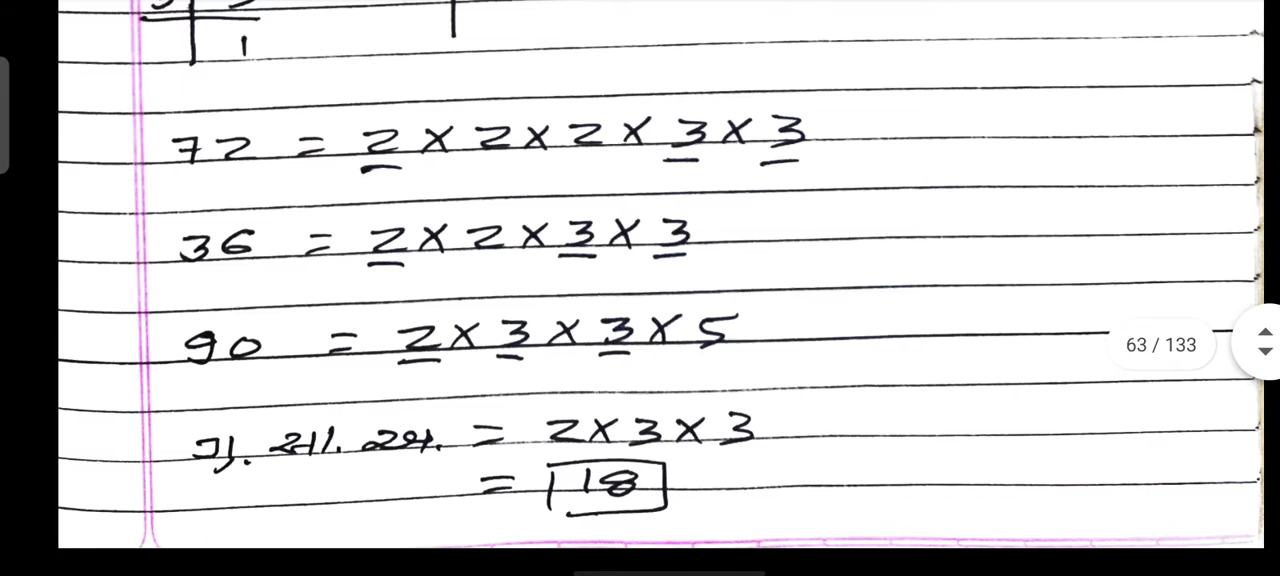 1
72 = 2 × 2 × 2 × 3 × 3
36 = 2 × 2 × 3 × 3
90 = 2 × 3 × 3 × 5
63 / 133
ગુ. સા. અ. = 2 × 3 × 3
= 18